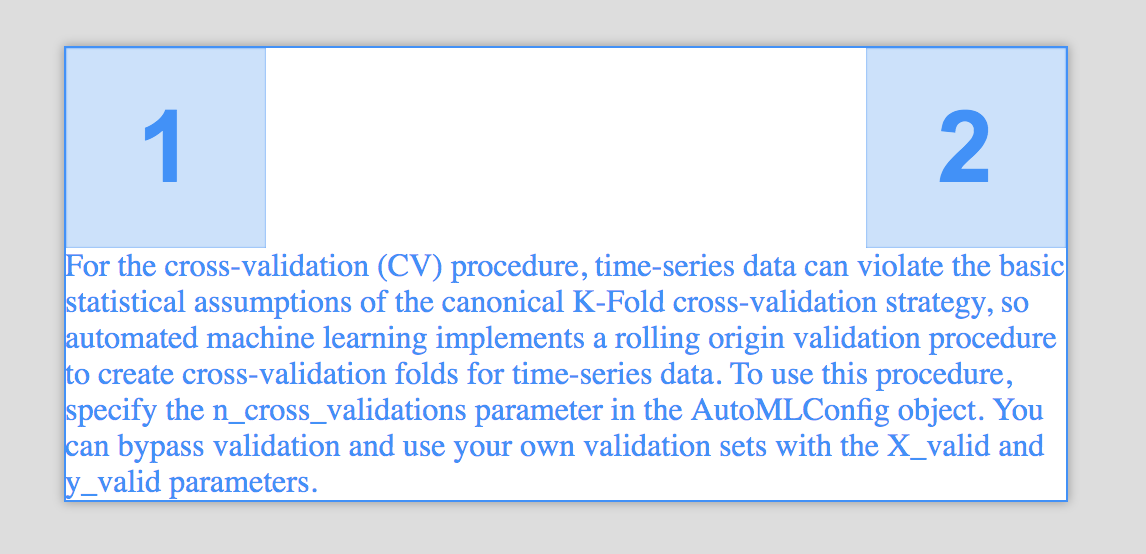 1
2
For the cross-validation (CV) procedure, time-series data can violate the basic
statistical assumptions of the canonical K-Fold cross-validation strategy, so
automated machine learning implements a rolling origin validation procedure
to create cross-validation folds for time-series data. To use this procedure,
specify the n_cross_validations parameter in the AutoMLConfig object. You
can bypass validation and use your own validation sets with the X_valid and
y_valid parameters.